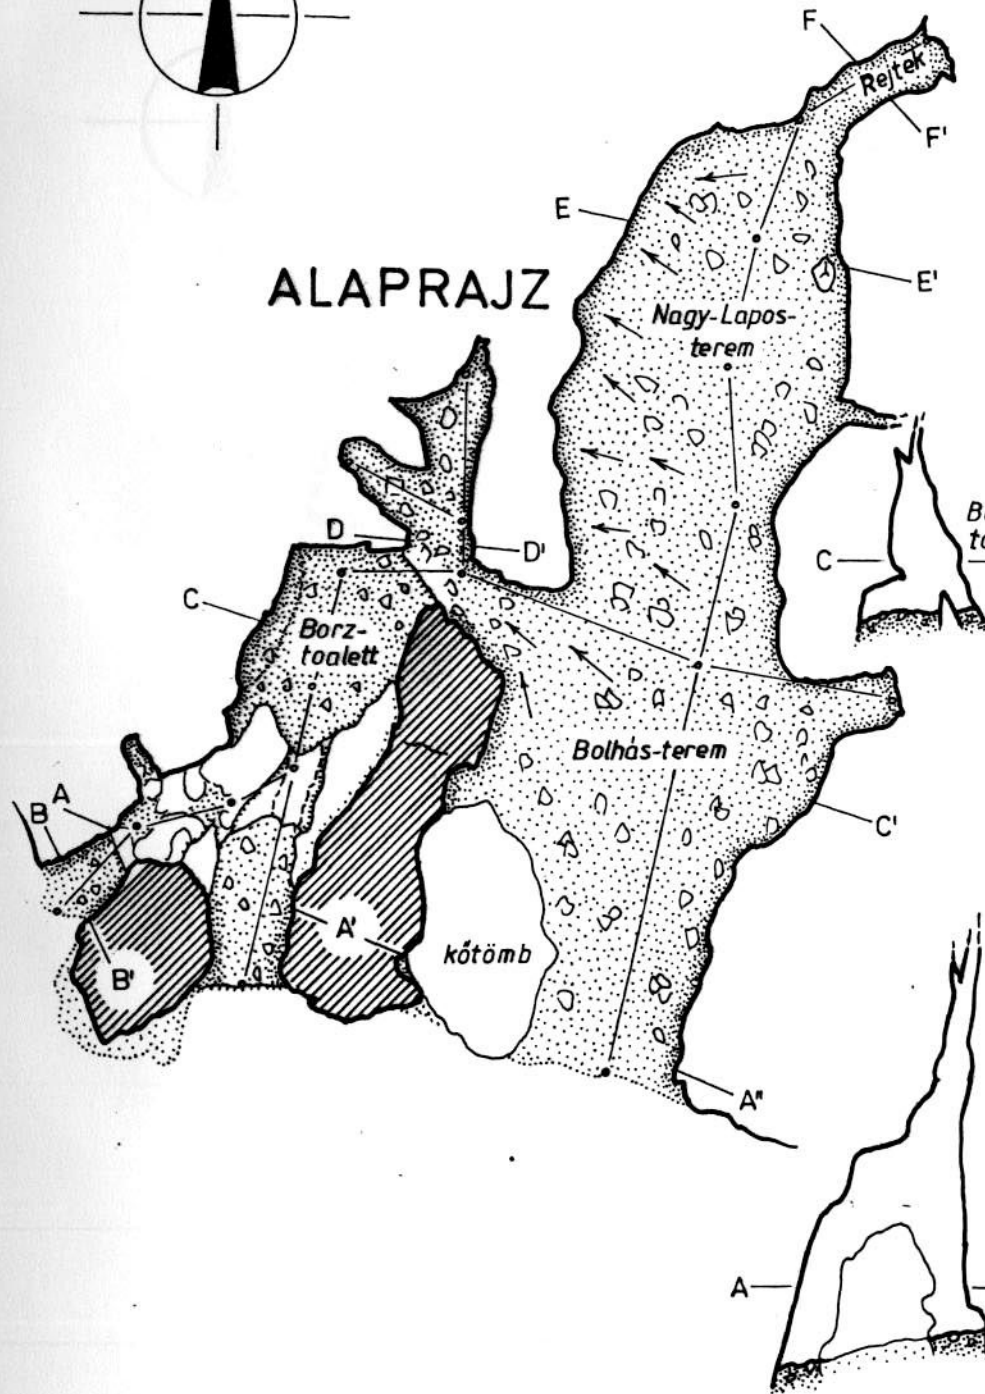 F
Rejtek
F'
E
E'
ALAPRAJZ
Nagy-Lapos-
terem
D
D'
C
C
Borz-
toalett
Bolhás-terem
C'
B
A
A'
kőtömb
B'
A"
A